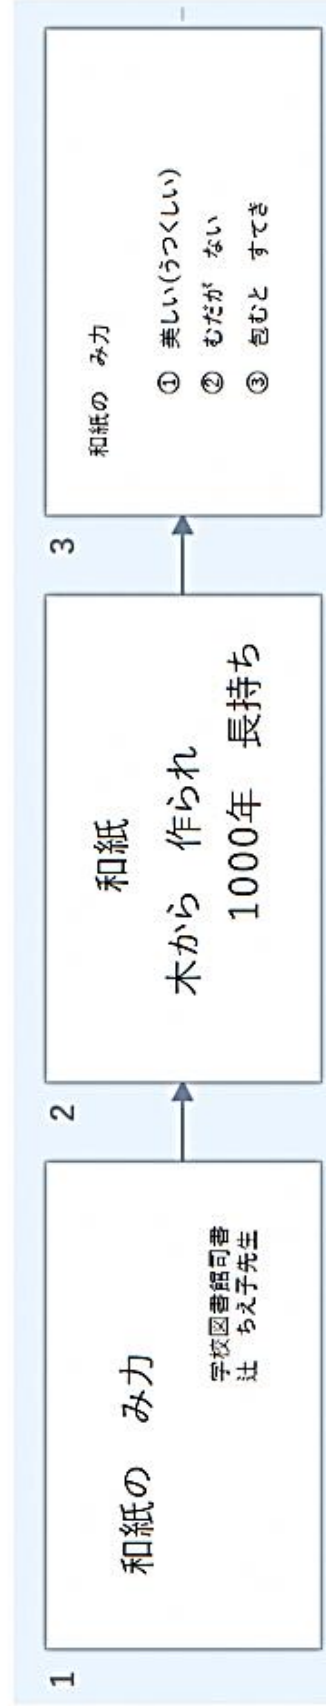 1
和紙の　み力
学校図書館司書
辻　ちえ子先生
2
和紙
木から　作られ
1000年　長持ち
3
和紙の　み力
①　美しい(うつくしい)
②　むだが　ない
③　包むと　すてき